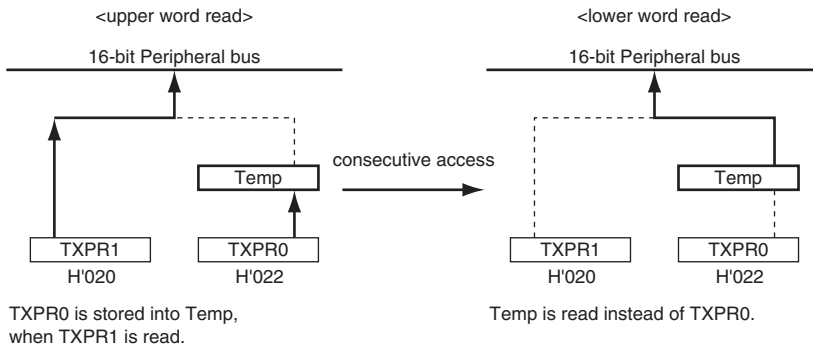 <upper word read>
16-bit Peripheral bus
Temp
TXPR1
TXPR0
H'020
H'022
TXPR0 is stored into Temp,
when TXPR1 is read.
consecutive access
<lower word read>
16-bit Peripheral bus
Temp
TXPR1
TXPR0
H'020
H'022
Temp is read instead of TXPR0.